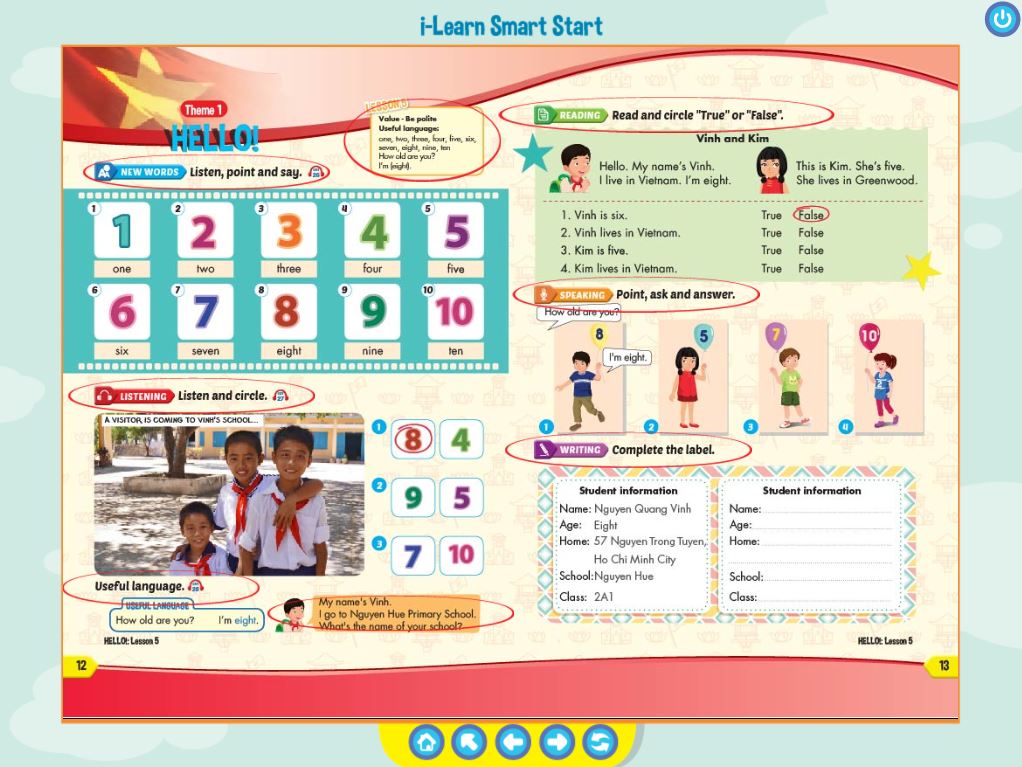 i-Learn Smart Start
Theme 1
HELLO!
LESSON 5
Value - Be polite
Useful language:
one, two, three, four, five, six,
seven, eight, nine, ten
How old are you?
I'm (eight).
NEW WORDS Listen, point and say.
1 2 3 4 5
1 2 3 4 5
one two three four five
6 7 8 9 10
6 7 8 9 10
six seven eight nine ten
LISTENING Listen and circle.
A VISITOR IS COMING TO VINH'S SCHOOL...
1 8 4
2 9 5
3 7 10
Useful language.
USEFUL LANGUAGE
How old are you? I'm eight.
My name's Vinh.
I go to Nguyen Hue Primary School.
What's the name of your school?
HELLO!: Lesson 5
12
READING Read and circle "True" or "False".
Vinh and Kim
Hello. My name's Vinh.
I live in Vietnam. I'm eight.
This is Kim. She's five.
She lives in Greenwood.
1. Vinh is six. True False
2. Vinh lives in Vietnam. True False
3. Kim is five. True False
4. Kim lives in Vietnam. True False
SPEAKING Point, ask and answer.
How old are you?
I'm eight.
8 5 7 10
2
1 2 3 4
WRITING Complete the label.
Student information
Name: Nguyen Quang Vinh
Age: Eight
Home: 57 Nguyen Trong Tuyen,
Ho Chi Minh City
School: Nguyen Hue
Class: 2A1
Student information
Name:
Age:
Home:
School:
Class:
HELLO!: Lesson 5
13